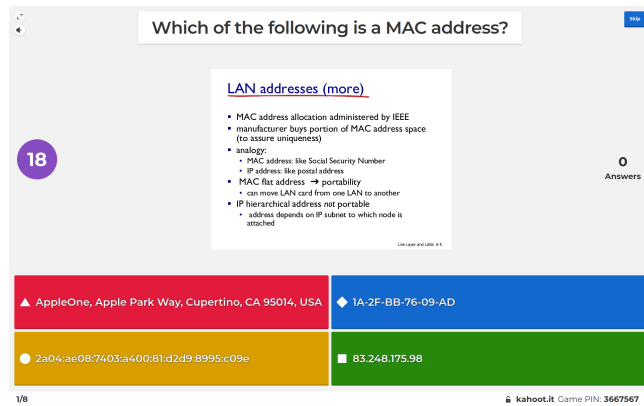 Which of the following is a MAC address?
Skip
LAN addresses (more)
MAC address allocation administered by IEEE
manufacturer buys portion of MAC address space
(to assure uniqueness)
analogy:
MAC address: like Social Security Number
IP address: like postal address
MAC flat address → portability
can move LAN card from one LAN to another
IP hierarchical address not portable
address depends on IP subnet to which node is
attached
Link Layer and LANs 6-5
18
0
Answers
AppleOne, Apple Park Way, Cupertino, CA 95014, USA
1A-2F-BB-76-09-AD
2a04:ae08:7403:a400:81:d2d9:8995:c09e
83.248.175.98
1/8
kahoot.it Game PIN: 3667567